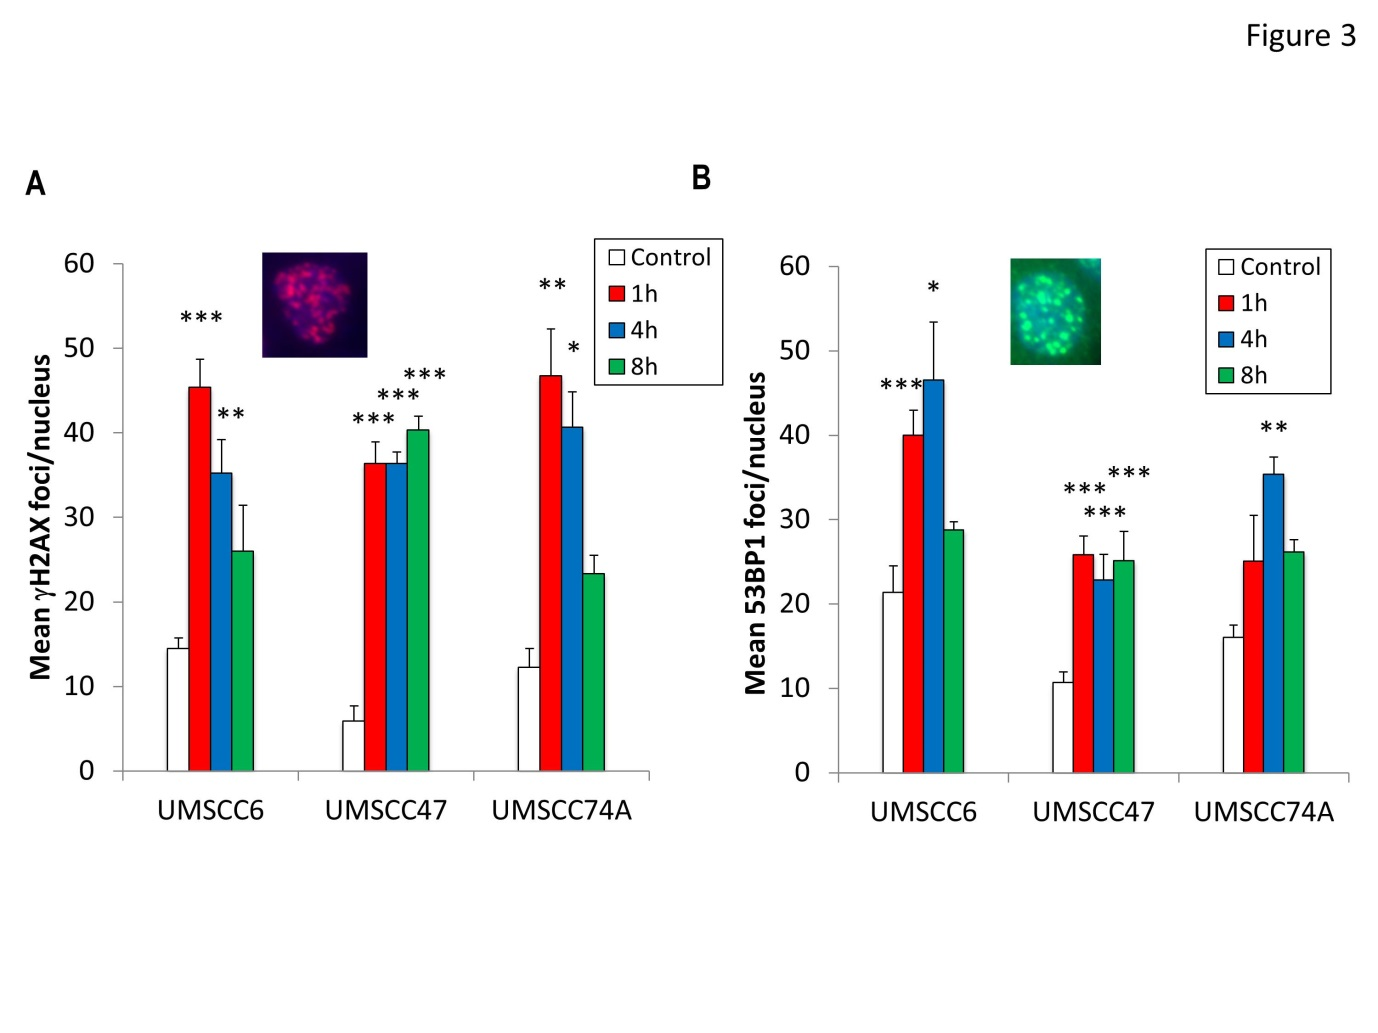 Figure 3
A
Mean γH2AX foci/nucleus
60
50
40
30
20
10
0
***
**
***
***
***
**
*
Control
1h
4h
8h
UMSCC6
UMSCC47
UMSCC74A
B
Mean 53BP1 foci/nucleus
60
50
40
30
20
10
0
***
*
***
***
***
**
Control
1h
4h
8h
UMSCC6
UMSCC47
UMSCC74A